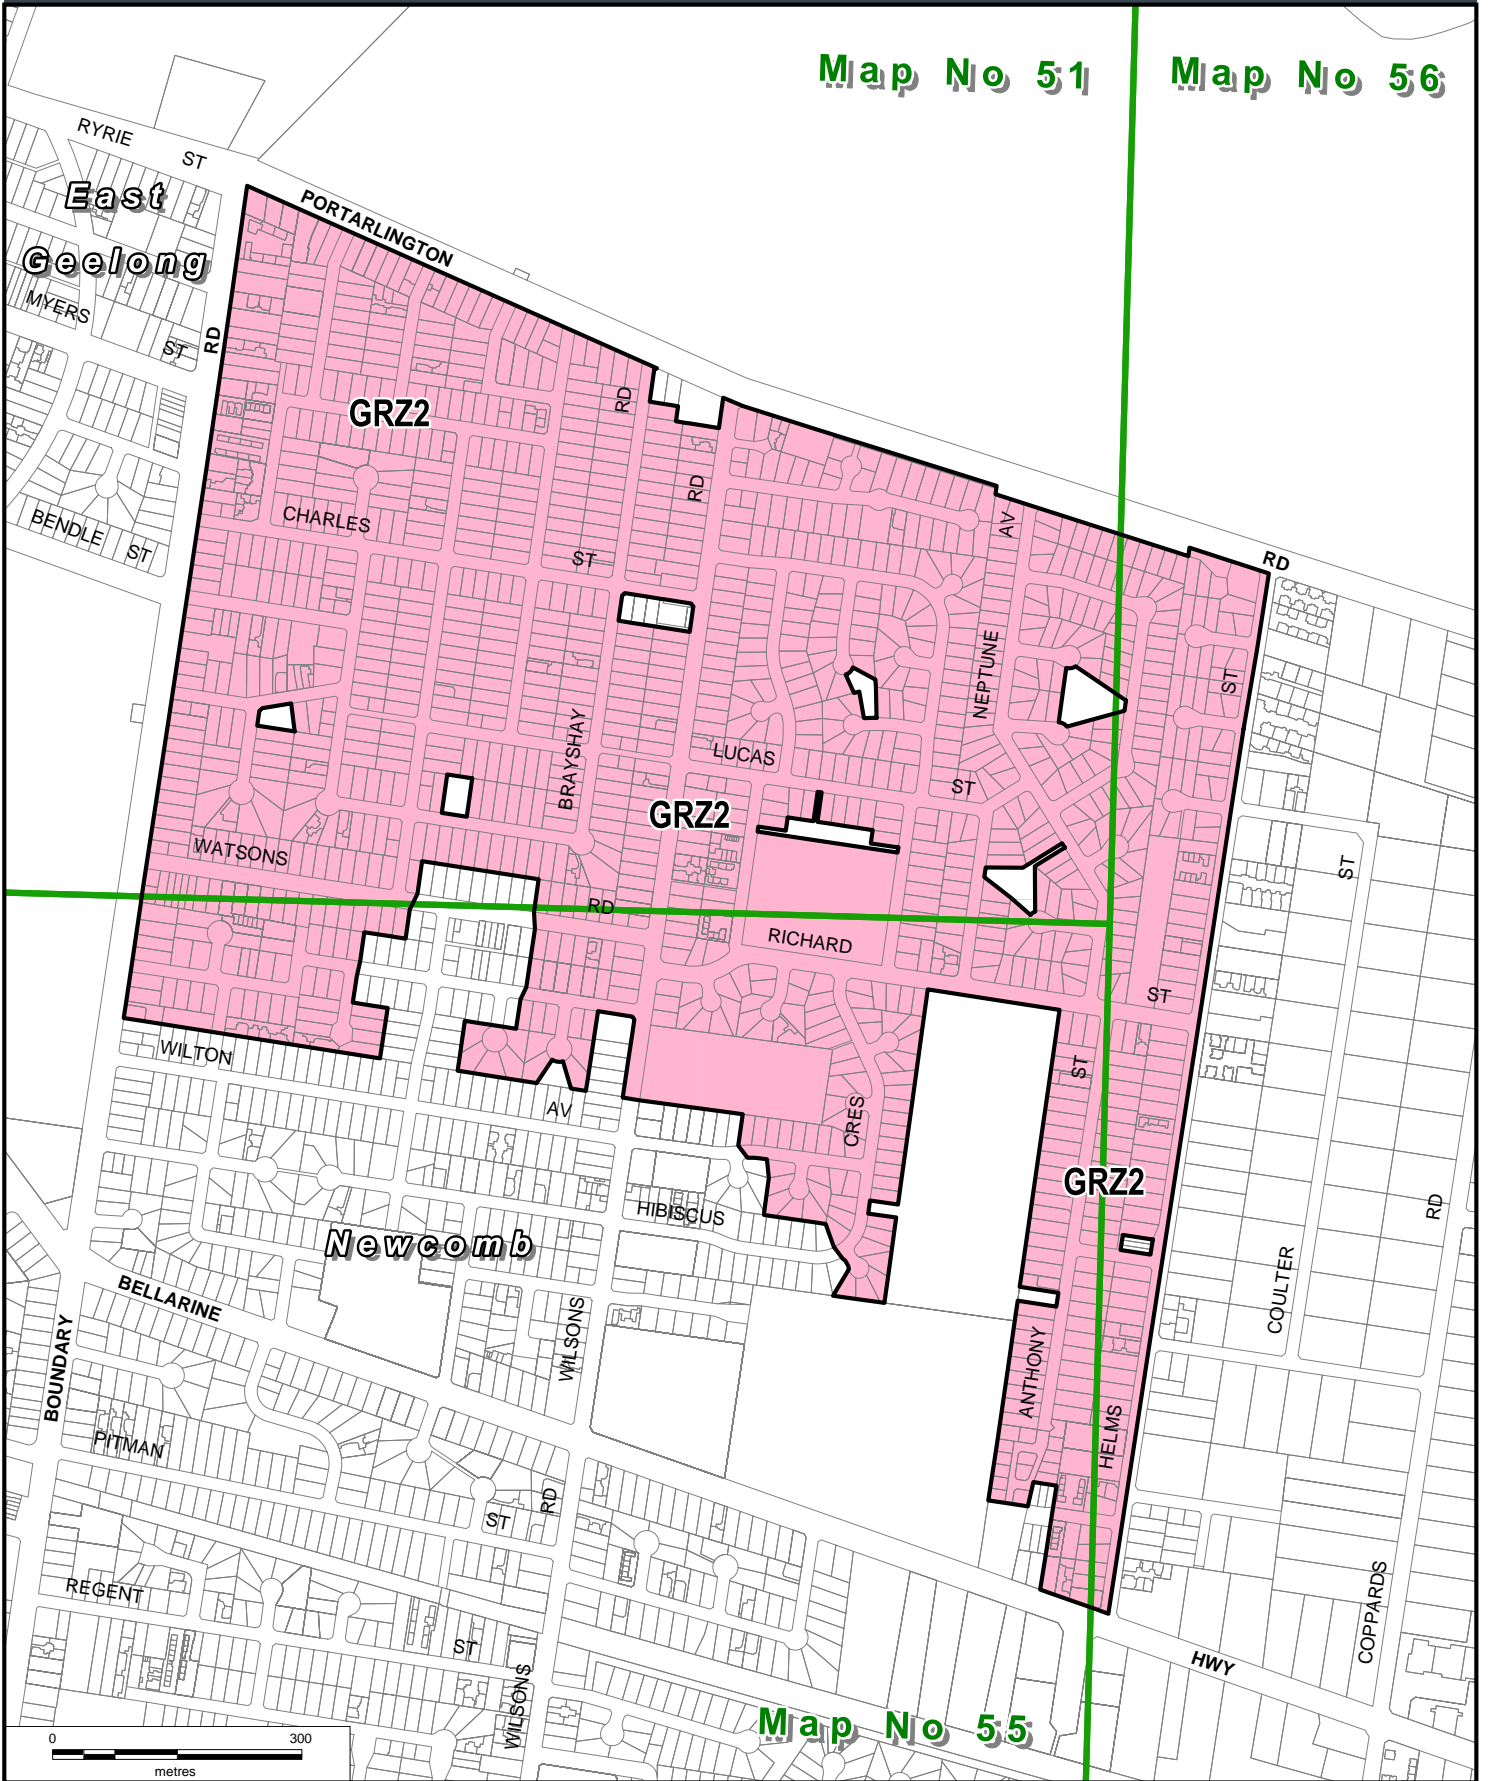 Map No 51
Map No 56
RYRIE
ST
East
Geelong
PORTARLINGTON
MYERS
ST
RD
RD
GRZ2
RD
CHARLES
ST
AV
BENDLE
ST
RD
NEPTUNE
ST
BRAYSHAY
LUCAS
ST
GRZ2
WATSONS
RD
ST
RICHARD
ST
WILTON
AV
ST
CRES
GRZ2
HIBISCUS
RD
Newcomb
COULTER
BELLARINE
BOUNDARY
WILSONS
ANTHONY
HELMS
PITMAN
RD
ST
REGENT
COPPARDS
ST
HWY
WILSONS
Map No 55
0 300
metres